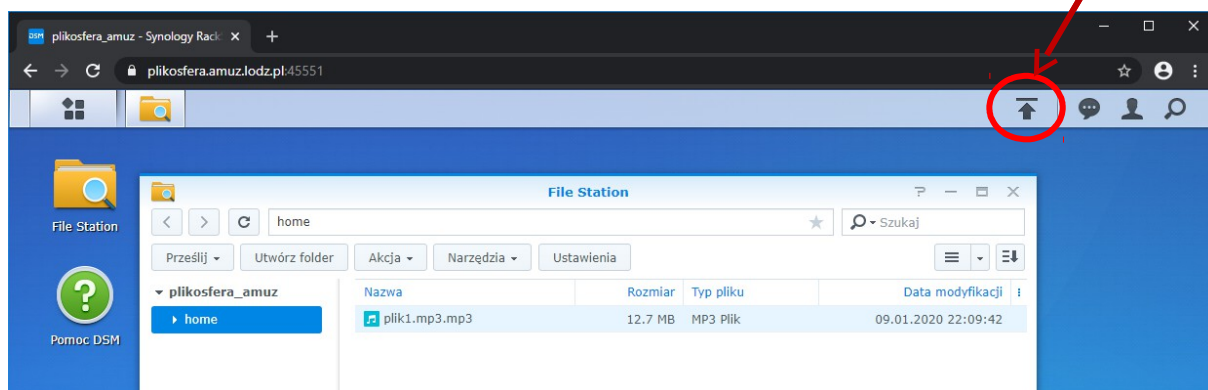 DSM plikosfera_amuz - Synology Rack
plikosfera.amuz.lodz.pl:45551
File Station
File Station
home
Szukaj
Prześlij Utwórz folder Akcja Narzędzia Ustawienia
plikosfera_amuz
Nazwa Rozmiar Typ pliku Data modyfikacji
home
plik1.mp3.mp3 12.7 MB MP3 Plik 09.01.2020 22:09:42
Pomoc DSM